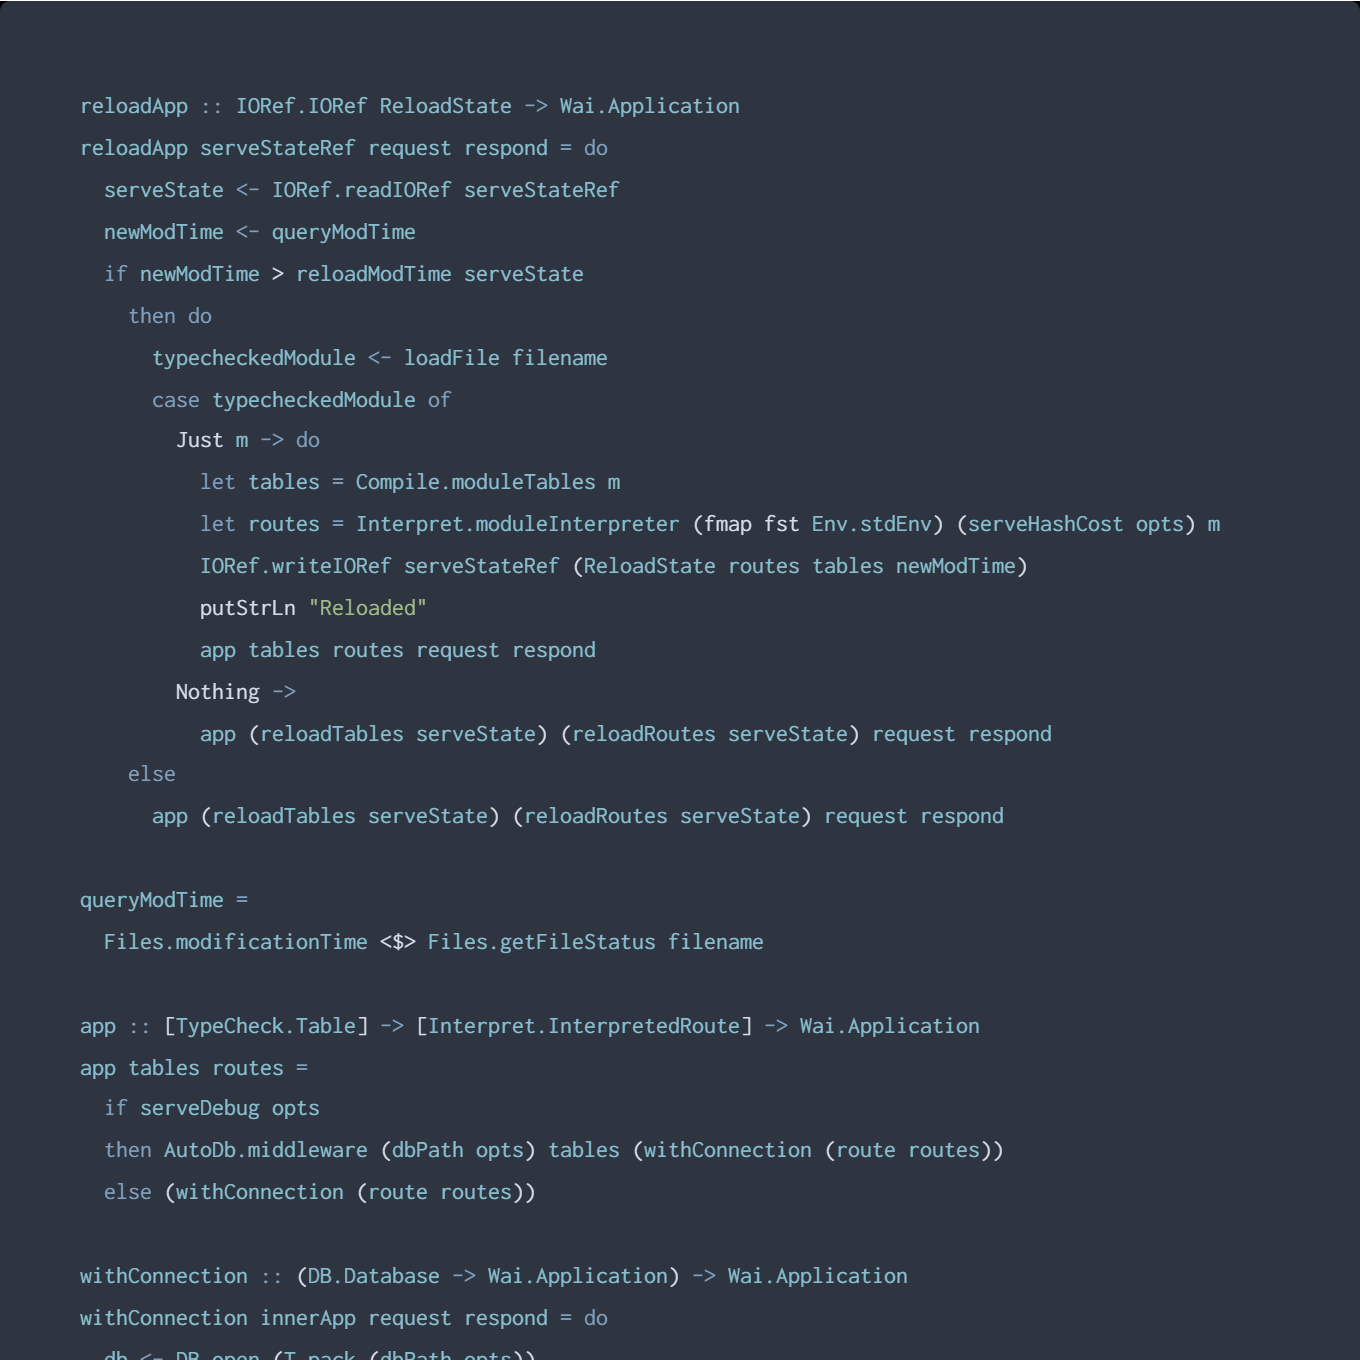 reloadApp :: IORef.IORef ReloadState -> Wai.Application
reloadApp serveStateRef request respond = do
  serveState <- IORef.readIORef serveStateRef
  newModTime <- queryModTime
  if newModTime > reloadModTime serveState
    then do
      typecheckedModule <- loadFile filename
      case typecheckedModule of
        Just m -> do
          let tables = Compile.moduleTables m
          let routes = Interpret.moduleInterpreter (fmap fst Env.stdEnv) (serveHashCost opts) m
          IORef.writeIORef serveStateRef (ReloadState routes tables newModTime)
          putStrLn "Reloaded"
          app tables routes request respond
        Nothing ->
          app (reloadTables serveState) (reloadRoutes serveState) request respond
    else
      app (reloadTables serveState) (reloadRoutes serveState) request respond

queryModTime =
  Files.modificationTime <$> Files.getFileStatus filename

app :: [TypeCheck.Table] -> [Interpret.InterpretedRoute] -> Wai.Application
app tables routes =
  if serveDebug opts
  then AutoDb.middleware (dbPath opts) tables (withConnection (route routes))
  else (withConnection (route routes))

withConnection :: (DB.Database -> Wai.Application) -> Wai.Application
withConnection innerApp request respond = do
  db <- DB.open (T.pack (dbPath opts))